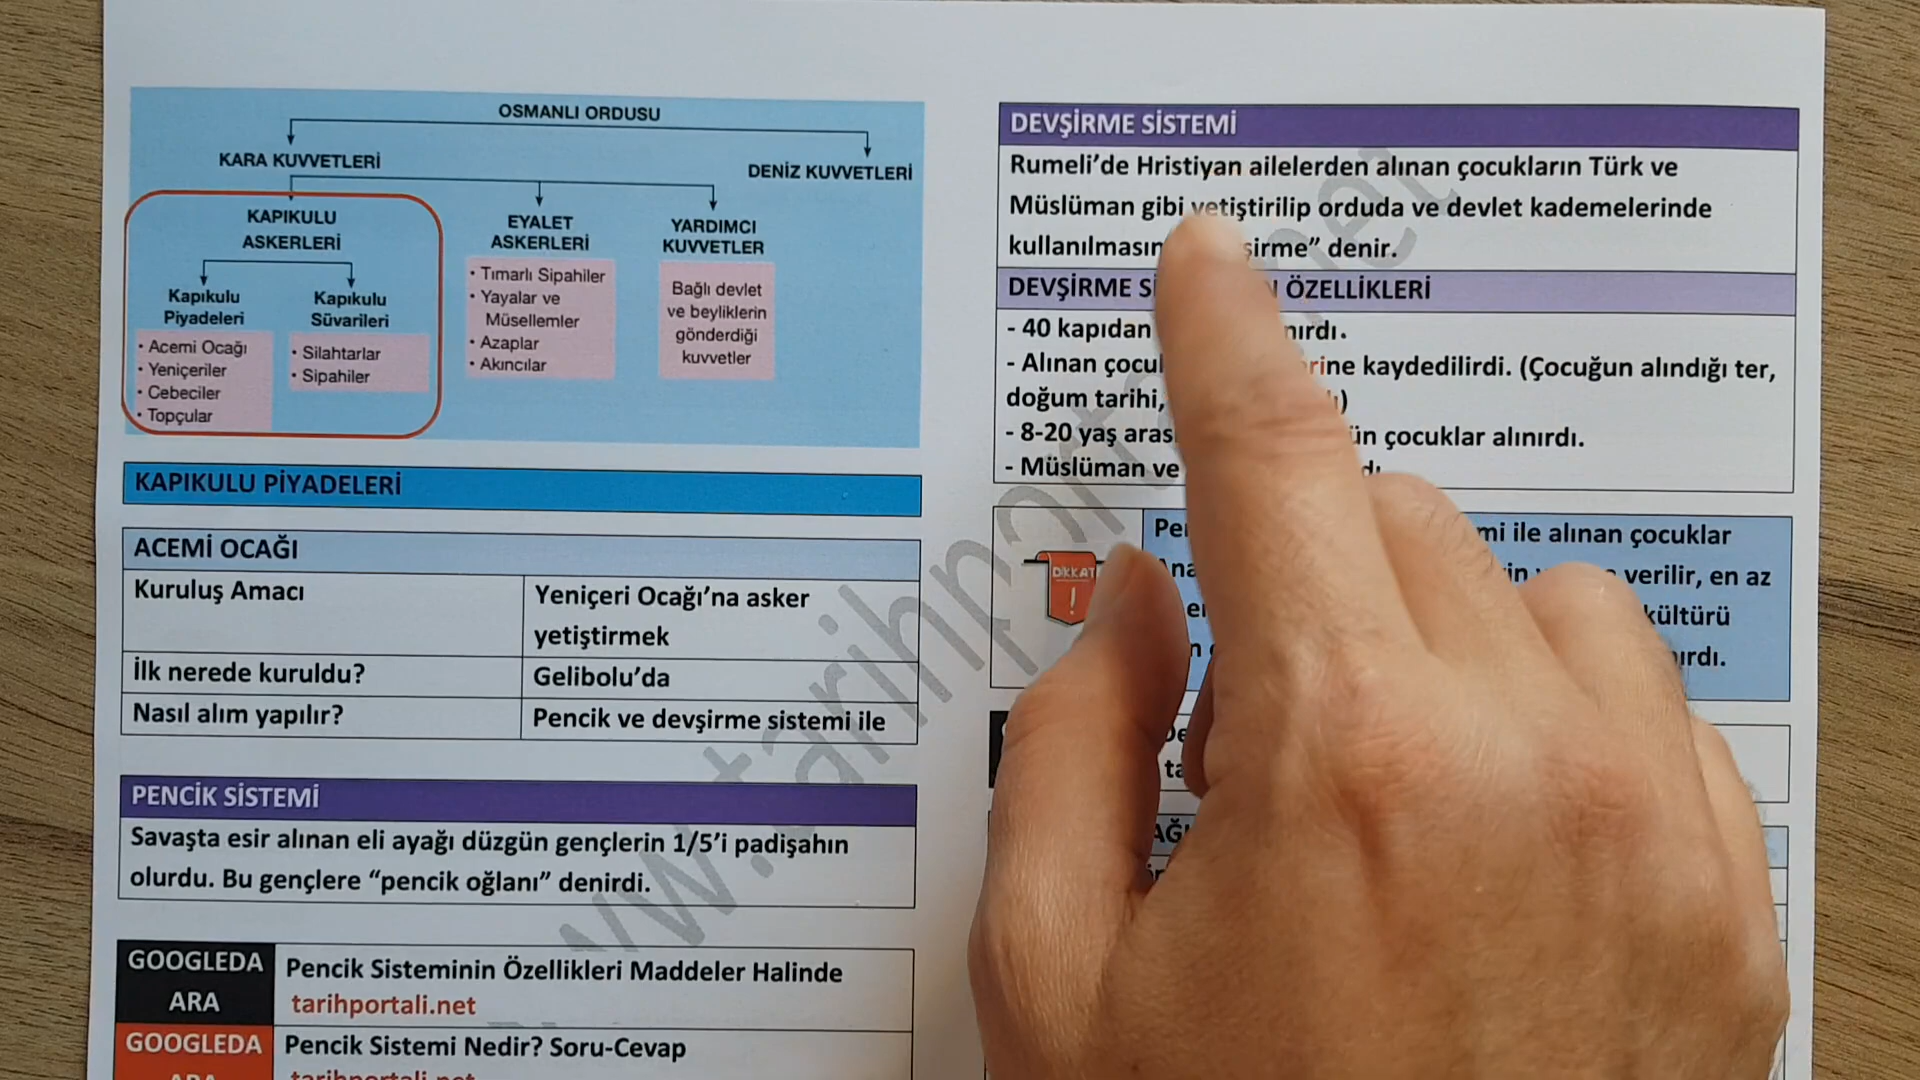 OSMANLI ORDUSU
KARA KUVVETLERİ
DENİZ KUVVETLERİ
KAPIKULU
ASKERLERİ
EYALET
ASKERLERİ
YARDIMCI
KUVVETLER
Kapıkulu
Piyadeleri
Kapıkulu
Süvarileri
• Acemi Ocağı
• Yeniçeriler
• Cebeciler
• Topçular
• Silahtarlar
• Sipahiler
• Tımarlı Sipahiler
• Yayalar ve
Müsellemler
• Azaplar
• Akıncılar
Bağlı devlet
ve beyliklerin
gönderdiği
kuvvetler
KAPIKULU PİYADELERİ
ACEMİ OCAĞI
Kuruluş Amacı
Yeniçeri Ocağı’na asker
yetiştirmek
İlk nerede kuruldu?
Gelibolu’da
Nasıl alım yapılır?
Pencik ve devşirme sistemi ile
PENCİK SİSTEMİ
Savaşta esir alınan eli ayağı düzgün gençlerin 1/5’i padişahın
olurdu. Bu gençlere “pencik oğlanı” denirdi.
GOOGLEDA
ARA
Pencik Sisteminin Özellikleri Maddeler Halinde
tarihportali.net
GOOGLEDA
ARA
Pencik Sistemi Nedir? Soru-Cevap
tarihportali.net
DEVŞİRME SİSTEMİ
Rumeli’de Hristiyan ailelerden alınan çocukların Türk ve
Müslüman gibi yetiştirilip orduda ve devlet kademelerinde
denir.
DEVŞİRME ÖZELLİKLERİ
- 40 kapıdan
- Alınan kaydedilirdi. (Çocuğun alındığı ter,
doğum tarihi,
- 8-20 yaş çocuklar alınırdı.
- Müslüman ve
DİKKAT
!
ile alınan çocuklar
verilir, en az
kültürü